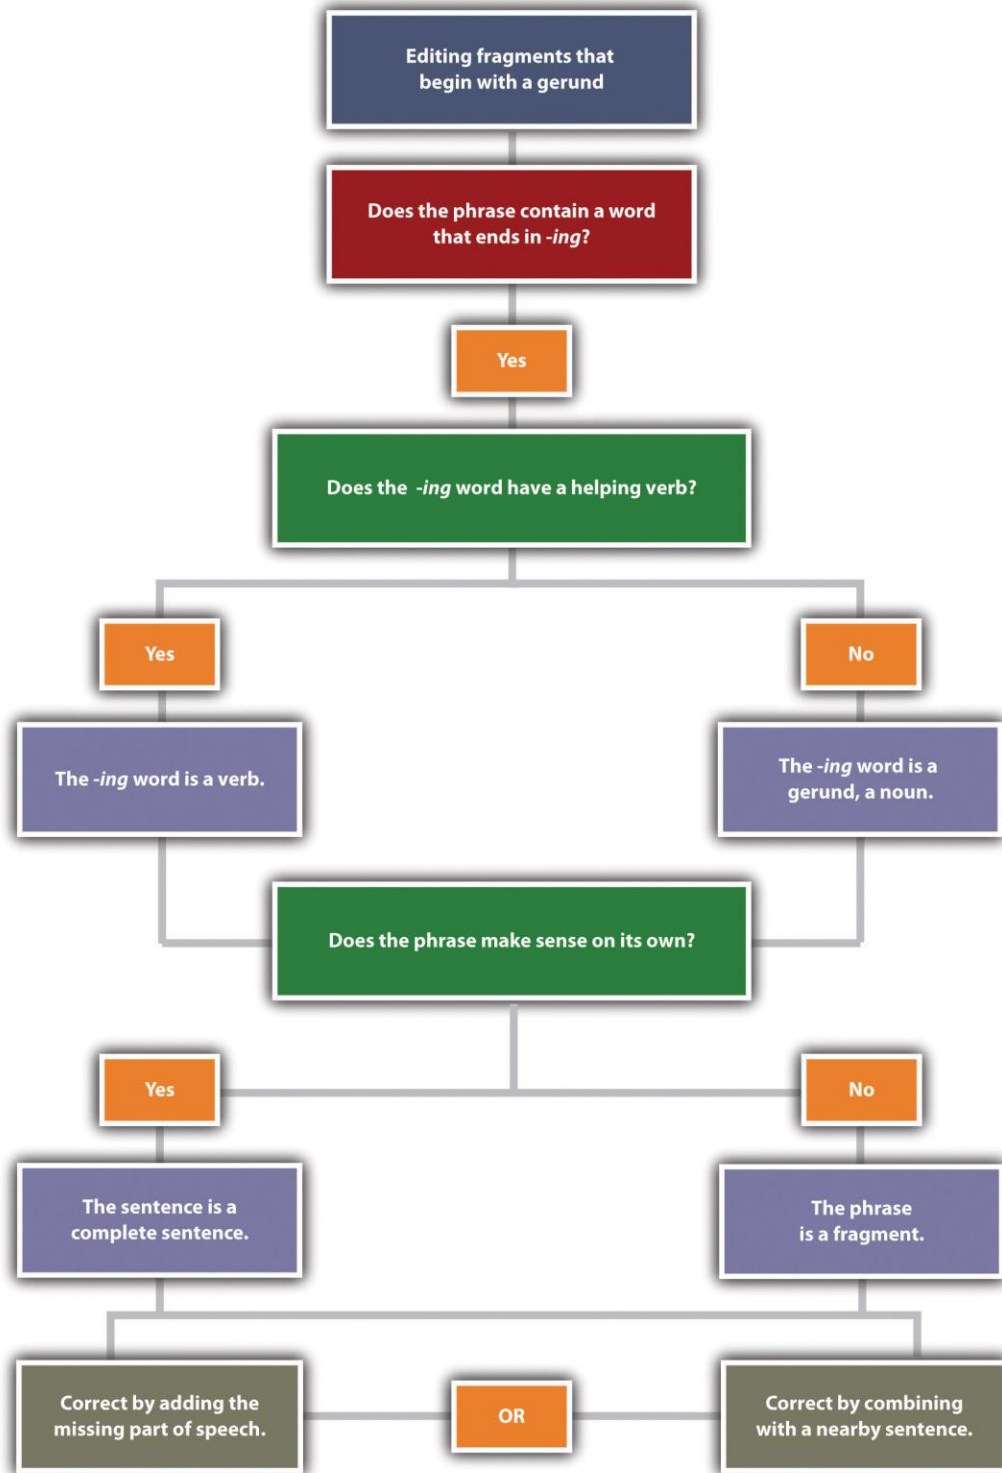 Editing fragments that
begin with a gerund
Does the phrase contain a word
that ends in -ing?
Yes
Does the -ing word have a helping verb?
Yes
No
The -ing word is a verb.
The -ing word is a
gerund, a noun.
Does the phrase make sense on its own?
Yes
No
The sentence is a
complete sentence.
The phrase
is a fragment.
Correct by adding the
missing part of speech.
OR
Correct by combining
with a nearby sentence.